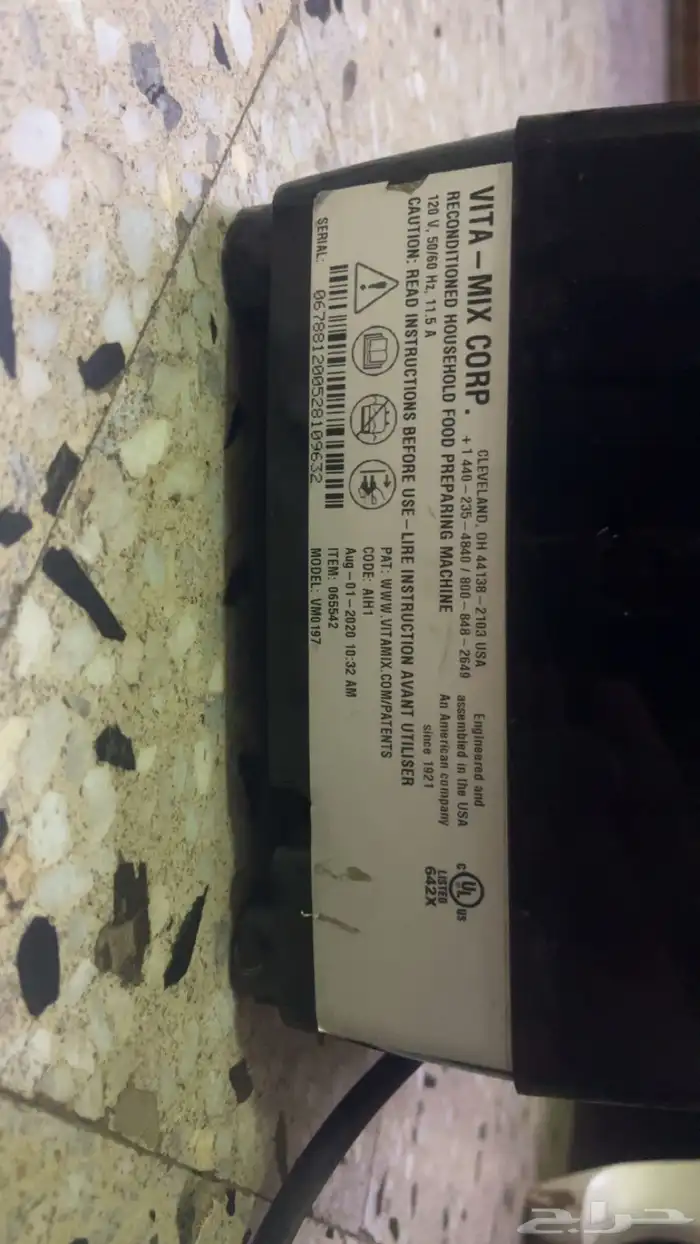 VITA-MIX CORP.
CLEVELAND, OH 44138-2103 USA
+1 440-235-4840 / 800-848-2649
Engineered and
assembled in the USA
An American company
since 1921
RECONDITIONED HOUSEHOLD FOOD PREPARING MACHINE
120 V, 50/60 Hz, 11.5 A
CAUTION: READ INSTRUCTIONS BEFORE USE-LIRE INSTRUCTION AVANT UTILISER
C UL US
LISTED
642X
PAT: WWW.VITAMIX.COM/PATENTS
CODE: AIH1
Aug-01-2020 10:32 AM
ITEM: 065542
MODEL: VM0197
SERIAL: 067881200528109632
حراج